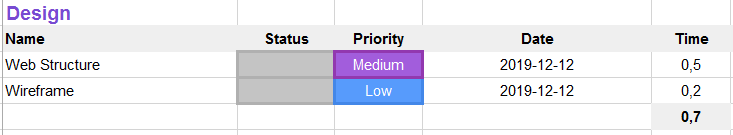 Design
Name Status Priority Date Time
Web Structure Medium 2019-12-12 0,5
Wireframe Low 2019-12-12 0,2
0,7